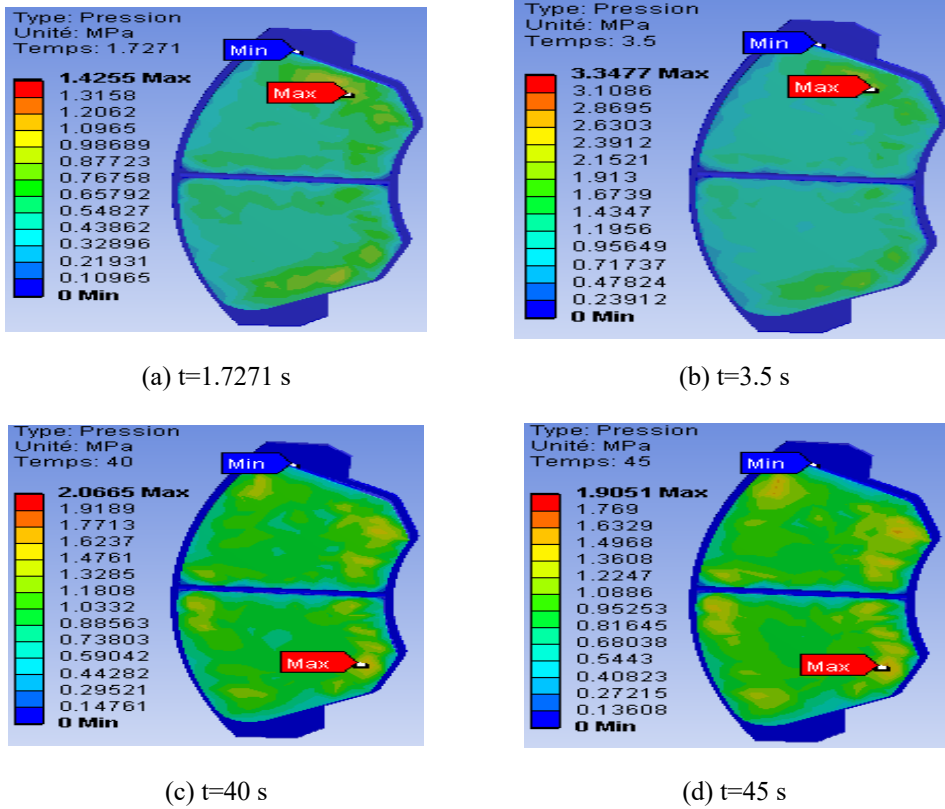 Type: Pression
Unité: MPa
Temps: 1.7271
Min
Max
1.4255 Max
1.3158
1.2062
1.0965
0.98689
0.87723
0.76758
0.65792
0.54827
0.43862
0.32896
0.21931
0.10965
0 Min
(a) t=1.7271 s
Type: Pression
Unité: MPa
Temps: 3.5
Min
Max
3.3477 Max
3.1086
2.8695
2.6303
2.3912
2.1521
1.913
1.6739
1.4347
1.1956
0.95649
0.71737
0.47824
0.23912
0 Min
(b) t=3.5 s
Type: Pression
Unité: MPa
Temps: 40
Min
Max
2.0665 Max
1.9189
1.7713
1.6237
1.4761
1.3285
1.1808
1.0332
0.88563
0.73803
0.59042
0.44282
0.29521
0.14761
0 Min
(c) t=40 s
Type: Pression
Unité: MPa
Temps: 45
Min
Max
1.9051 Max
1.769
1.6329
1.4968
1.3608
1.2247
1.0886
0.95253
0.81645
0.68038
0.5443
0.40823
0.27215
0.13608
0 Min
(d) t=45 s